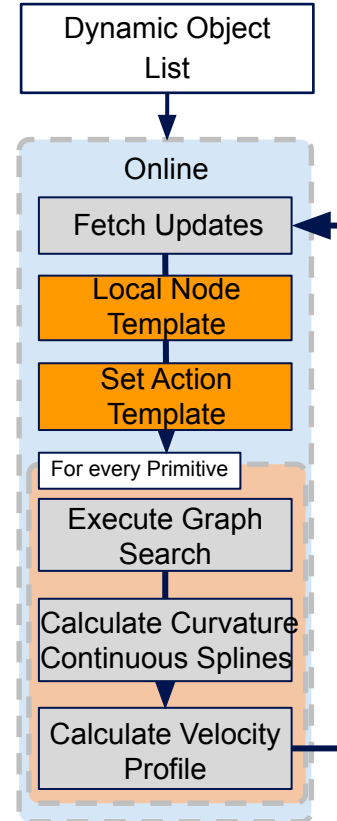 Dynamic Object
List
Online
Fetch Updates
Local Node
Template
Set Action
Template
For every Primitive
Execute Graph
Search
Calculate Curvature
Continuous Splines
Calculate Velocity
Profile